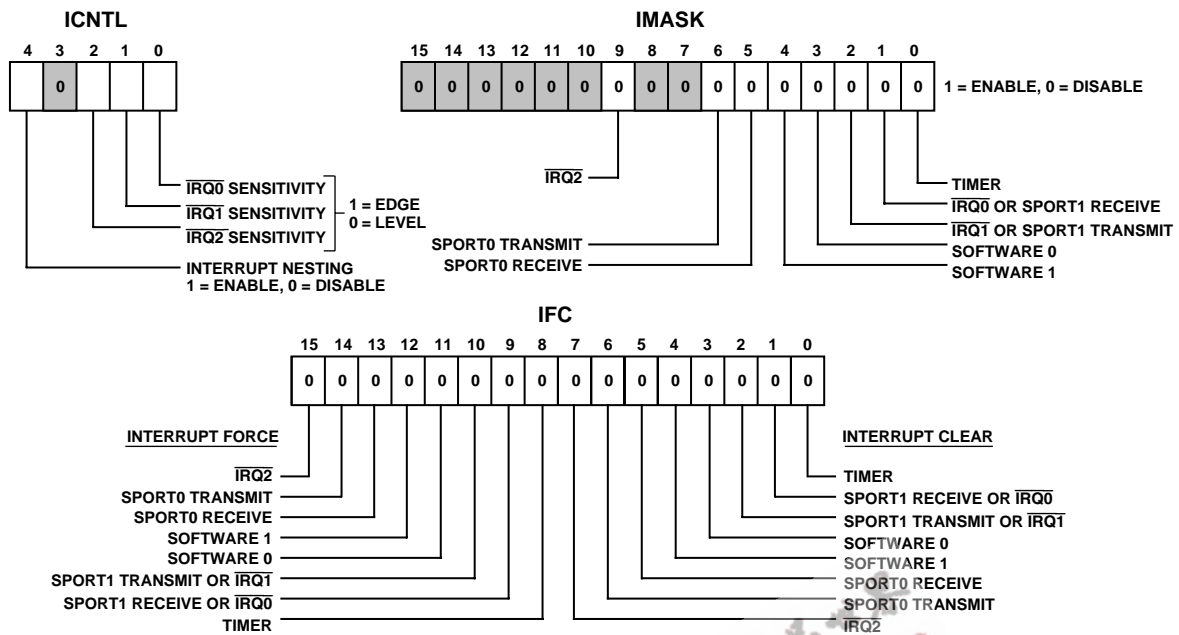 ICNTL
4 3 2 1 0
0
IRQ0 SENSITIVITY
IRQ1 SENSITIVITY
IRQ2 SENSITIVITY
1 = EDGE
0 = LEVEL
INTERRUPT NESTING
1 = ENABLE, 0 = DISABLE
IMASK
15 14 13 12 11 10 9 8 7 6 5 4 3 2 1 0
0 0 0 0 0 0 0 0 0 0 0 0 0 0 0 0
1 = ENABLE, 0 = DISABLE
IRQ2
SPORT0 TRANSMIT
SPORT0 RECEIVE
TIMER
IRQ0 OR SPORT1 RECEIVE
IRQ1 OR SPORT1 TRANSMIT
SOFTWARE 0
SOFTWARE 1
IFC
15 14 13 12 11 10 9 8 7 6 5 4 3 2 1 0
0 0 0 0 0 0 0 0 0 0 0 0 0 0 0 0
INTERRUPT FORCE
IRQ2
SPORT0 TRANSMIT
SPORT0 RECEIVE
SOFTWARE 1
SOFTWARE 0
SPORT1 TRANSMIT OR IRQ1
SPORT1 RECEIVE OR IRQ0
TIMER
INTERRUPT CLEAR
TIMER
SPORT1 RECEIVE OR IRQ0
SPORT1 TRANSMIT OR IRQ1
SOFTWARE 0
SOFTWARE 1
SPORT0 RECEIVE
SPORT0 TRANSMIT
IRQ2